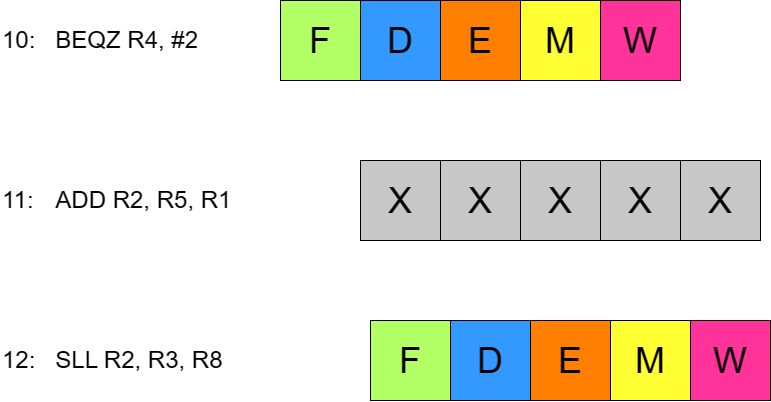 10: BEQZ R4, #2 F D E M W
11: ADD R2, R5, R1 X X X X X
12: SLL R2, R3, R8 F D E M W